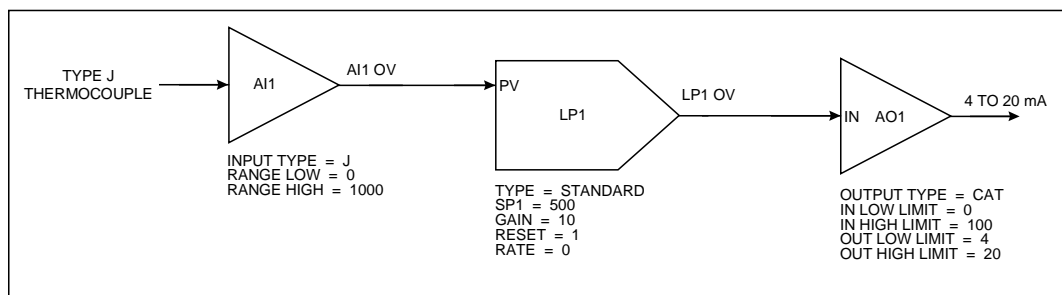 TYPE J
THERMOCOUPLE
AI1
AI1 OV
INPUT TYPE = J
RANGE LOW = 0
RANGE HIGH = 1000
PV
LP1
LP1 OV
TYPE = STANDARD
SP1 = 500
GAIN = 10
RESET = 1
RATE = 0
IN AO1
4 TO 20 mA
OUTPUT TYPE = CAT
IN LOW LIMIT = 0
IN HIGH LIMIT = 100
OUT LOW LIMIT = 4
OUT HIGH LIMIT = 20